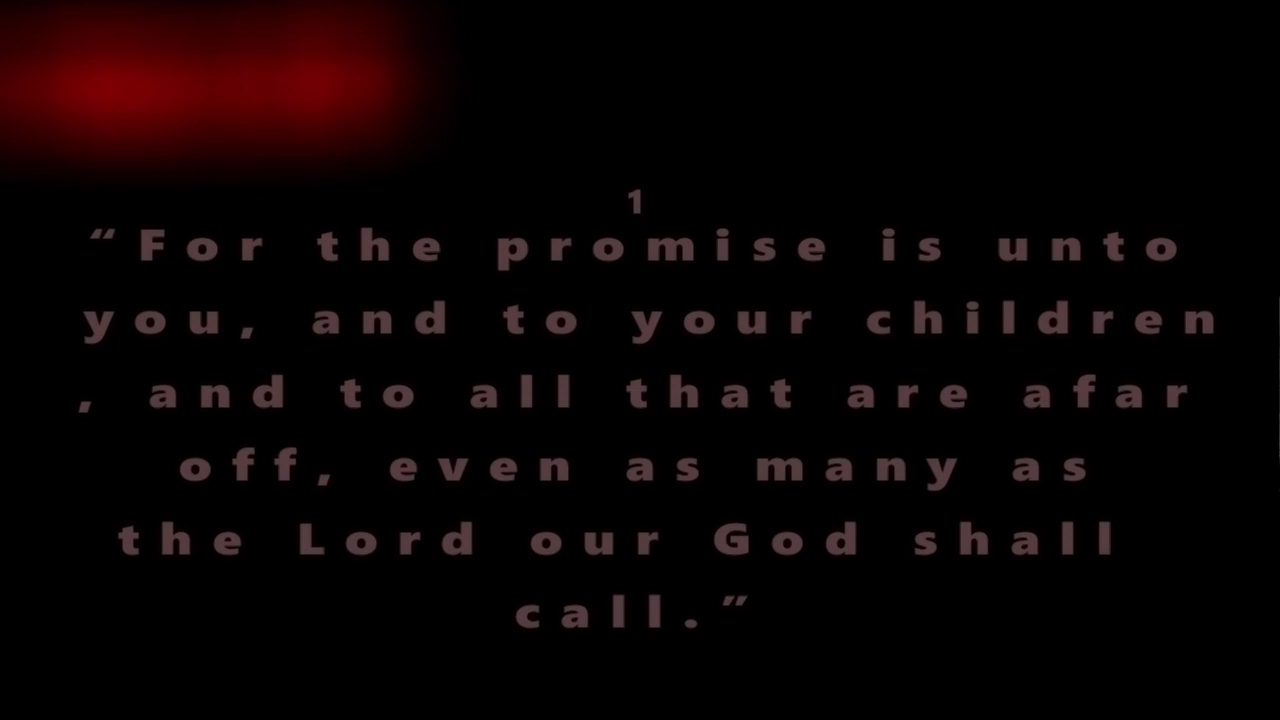 1
“For the promise is unto
you, and to your children
, and to all that are afar
off, even as many as
the Lord our God shall
call.”